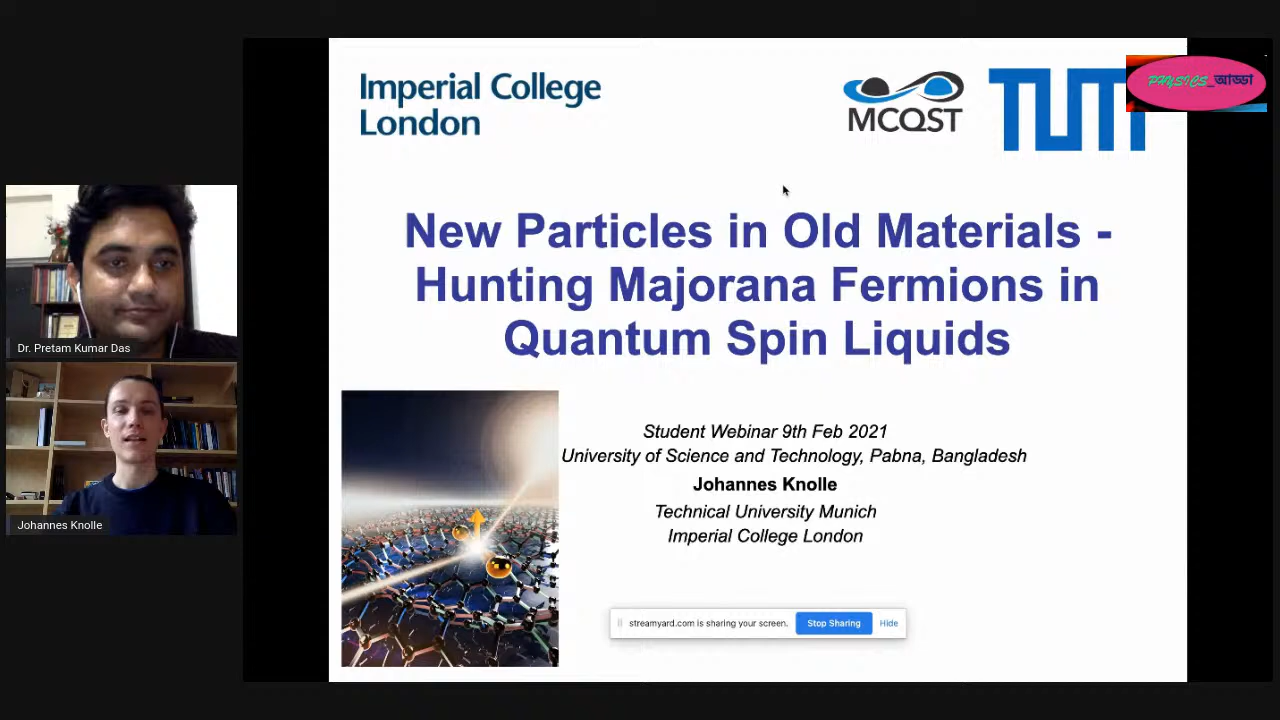 Imperial College
London
MCQST
TUM
PHYSICS_আড্ডা
New Particles in Old Materials -
Hunting Majorana Fermions in
Quantum Spin Liquids
Dr. Pretam Kumar Das
Johannes Knolle
Student Webinar 9th Feb 2021
University of Science and Technology, Pabna, Bangladesh
Johannes Knolle
Technical University Munich
Imperial College London
streamyard.com is sharing your screen. Stop Sharing Hide